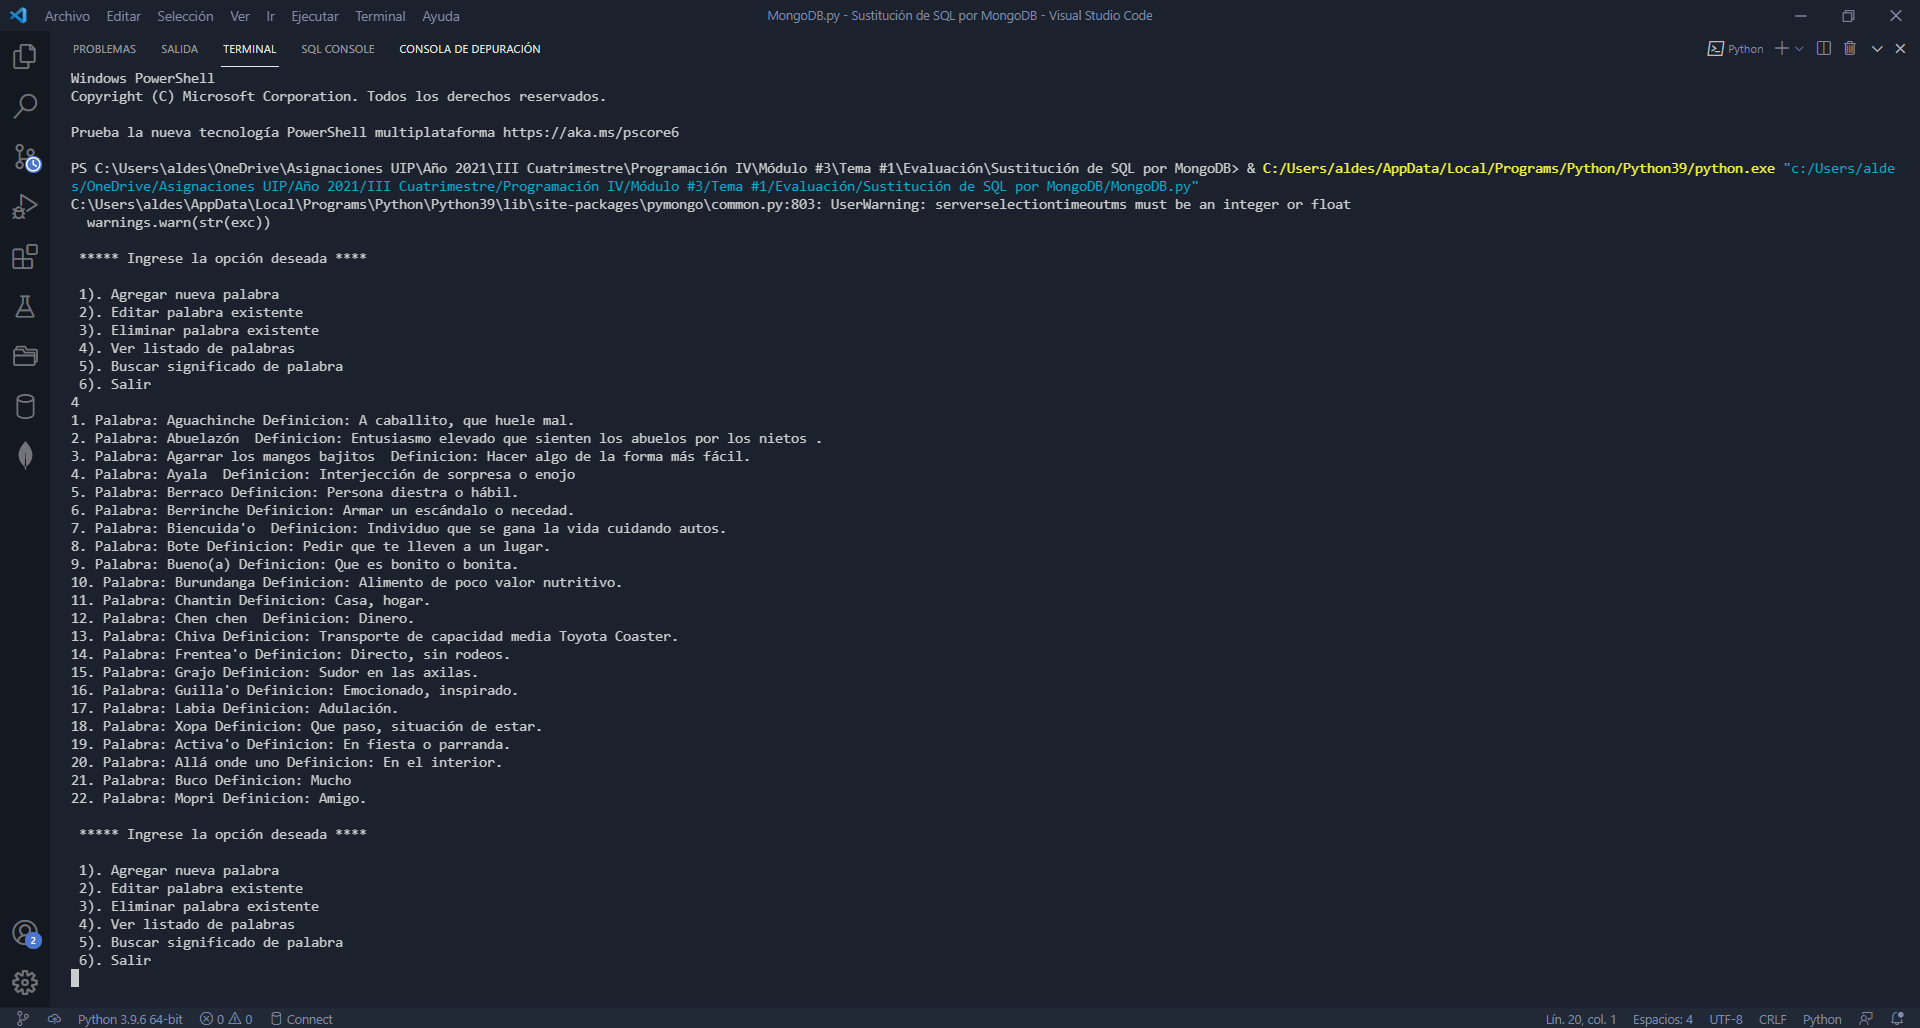 Archivo Editar Selección Ver Ir Ejecutar Terminal Ayuda
MongoDB.py - Sustitución de SQL por MongoDB - Visual Studio Code
PROBLEMAS SALIDA TERMINAL SQL CONSOLE CONSOLA DE DEPURACIÓN
Python
Windows PowerShell
Copyright (C) Microsoft Corporation. Todos los derechos reservados.
Prueba la nueva tecnología PowerShell multiplataforma https://aka.ms/pscore6
PS C:\Users\aldes\OneDrive\Asignaciones UIP\Año 2021\III Cuatrimestre\Programación IV\Módulo #3\Tema #1\Evaluación\Sustitución de SQL por MongoDB> & C:/Users/aldes/AppData/Local/Programs/Python/Python39/python.exe "c:/Users/alde
s/OneDrive/Asignaciones UIP/Año 2021/III Cuatrimestre/Programación IV/Módulo #3/Tema #1/Evaluación/Sustitución de SQL por MongoDB/MongoDB.py"
C:\Users\aldes\AppData\Local\Programs\Python\Python39\lib\site-packages\pymongo\common.py:803: UserWarning: serverselectiontimeoutms must be an integer or float
warnings.warn(str(exc))
***** Ingrese la opción deseada ****
1). Agregar nueva palabra
2). Editar palabra existente
3). Eliminar palabra existente
4). Ver listado de palabras
5). Buscar significado de palabra
6). Salir
4
1. Palabra: Aguachinche Definicion: A caballito, que huele mal.
2. Palabra: Abuelazón  Definicion: Entusiasmo elevado que sienten los abuelos por los nietos .
3. Palabra: Agarrar los mangos bajitos  Definicion: Hacer algo de la forma más fácil.
4. Palabra: Ayala  Definicion: Interjección de sorpresa o enojo
5. Palabra: Berraco Definicion: Persona diestra o hábil.
6. Palabra: Berrinche Definicion: Armar un escándalo o necedad.
7. Palabra: Biencuida'o  Definicion: Individuo que se gana la vida cuidando autos.
8. Palabra: Bote Definicion: Pedir que te lleven a un lugar.
9. Palabra: Bueno(a) Definicion: Que es bonito o bonita.
10. Palabra: Burundanga Definicion: Alimento de poco valor nutritivo.
11. Palabra: Chantin Definicion: Casa, hogar.
12. Palabra: Chen chen  Definicion: Dinero.
13. Palabra: Chiva Definicion: Transporte de capacidad media Toyota Coaster.
14. Palabra: Frentea'o Definicion: Directo, sin rodeos.
15. Palabra: Grajo Definicion: Sudor en las axilas.
16. Palabra: Guilla'o Definicion: Emocionado, inspirado.
17. Palabra: Labia Definicion: Adulación.
18. Palabra: Xopa Definicion: Que paso, situación de estar.
19. Palabra: Activa'o Definicion: En fiesta o parranda.
20. Palabra: Allá onde uno Definicion: En el interior.
21. Palabra: Buco Definicion: Mucho
22. Palabra: Mopri Definicion: Amigo.
***** Ingrese la opción deseada ****
1). Agregar nueva palabra
2). Editar palabra existente
3). Eliminar palabra existente
4). Ver listado de palabras
5). Buscar significado de palabra
6). Salir
2
Python 3.9.6 64-bit 0 0 Connect
Lín. 20, col. 1 Espacios: 4 UTF-8 CRLF Python